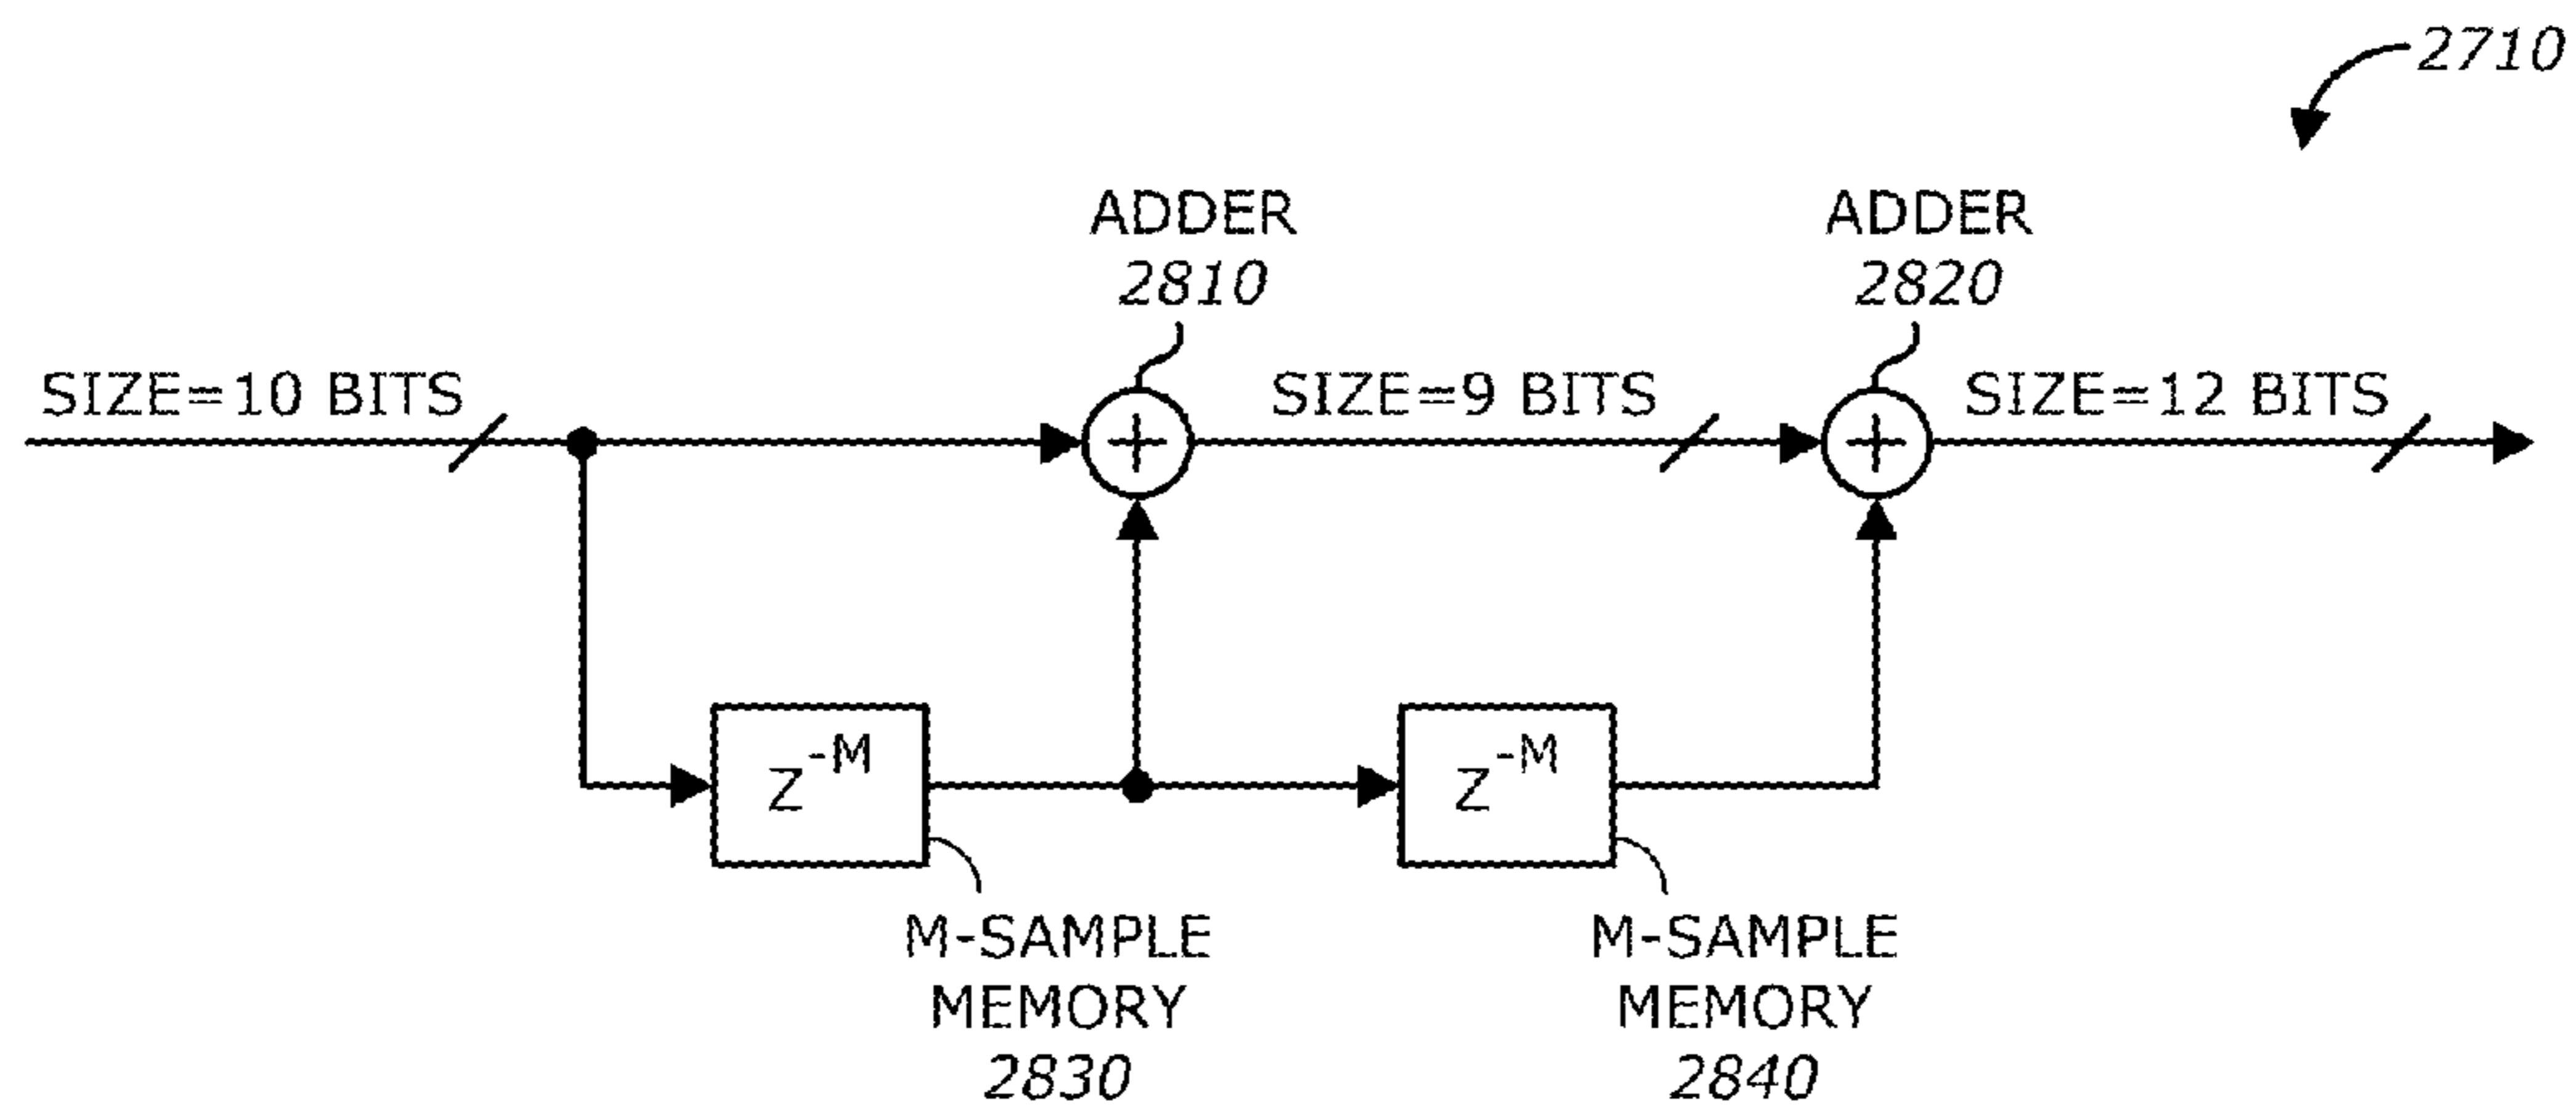 2710
ADDER
2810
ADDER
2820
SIZE=10 BITS
SIZE=9 BITS
SIZE=12 BITS
+
+
Z-M
Z-M
M-SAMPLE
MEMORY
2830
M-SAMPLE
MEMORY
2840